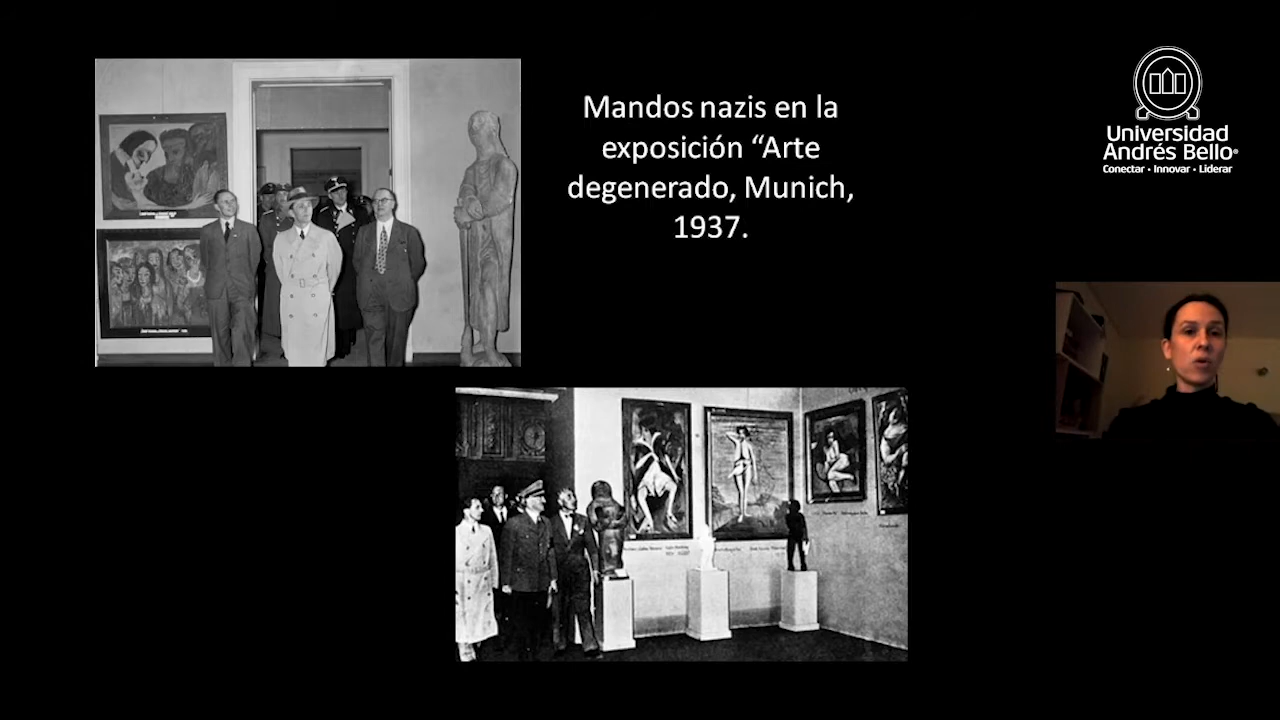 Mandos nazis en la
exposición “Arte
degenerado, Munich,
1937.
Universidad
Andrés Bello®
Conectar • Innovar • Liderar